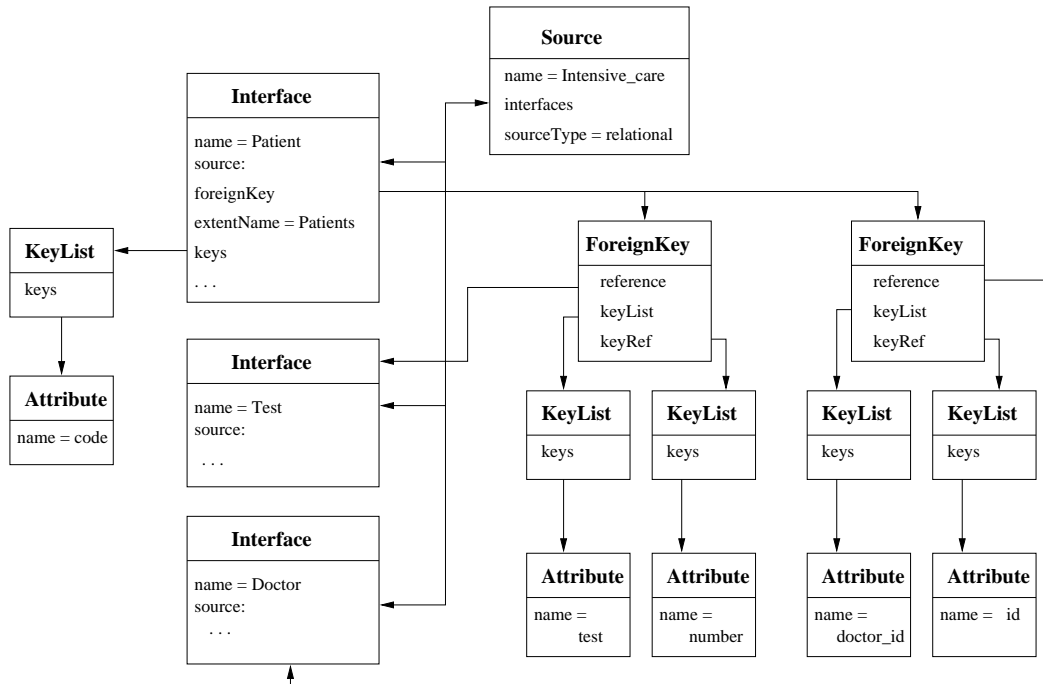 Source
name = Intensive_care
interfaces
sourceType = relational
Interface
name = Patient
source:
foreignKey
extentName = Patients
keys
. . .
KeyList
keys
Attribute
name = code
Interface
name = Test
source:
. . .
Interface
name = Doctor
source:
. . .
ForeignKey
reference
keyList
keyRef
KeyList
keys
Attribute
name =
test
KeyList
keys
Attribute
name =
number
ForeignKey
reference
keyList
keyRef
KeyList
keys
Attribute
name =
doctor_id
KeyList
keys
Attribute
name = id